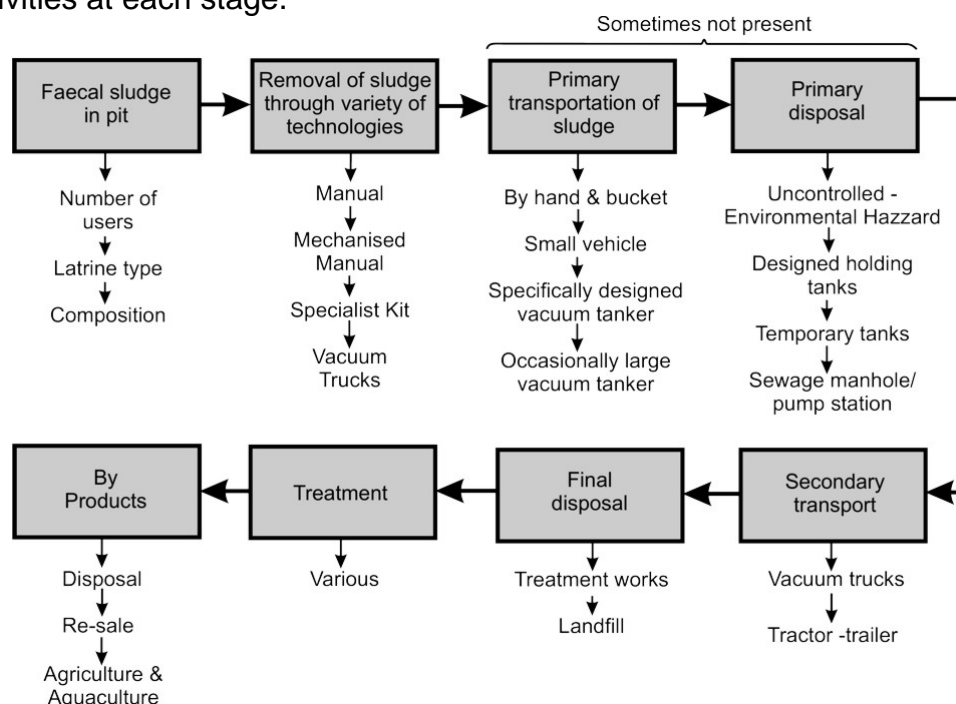 ivities at each stage.
Sometimes not present
Faecal sludge
in pit
Removal of sludge
through variety of
technologies
Primary
transportation of
sludge
Primary
disposal
Number of
users
Latrine type
Composition
Manual
Mechanised
Manual
Specialist Kit
Vacuum
Trucks
By hand & bucket
Small vehicle
Specifically designed
vacuum tanker
Occasionally large
vacuum tanker
Uncontrolled -
Environmental Hazzard
Designed holding
tanks
Temporary tanks
Sewage manhole/
pump station
By
Products
Treatment
Final
disposal
Secondary
transport
Disposal
Re-sale
Agriculture &
Aquaculture
Various
Treatment works
Landfill
Vacuum trucks
Tractor -trailer